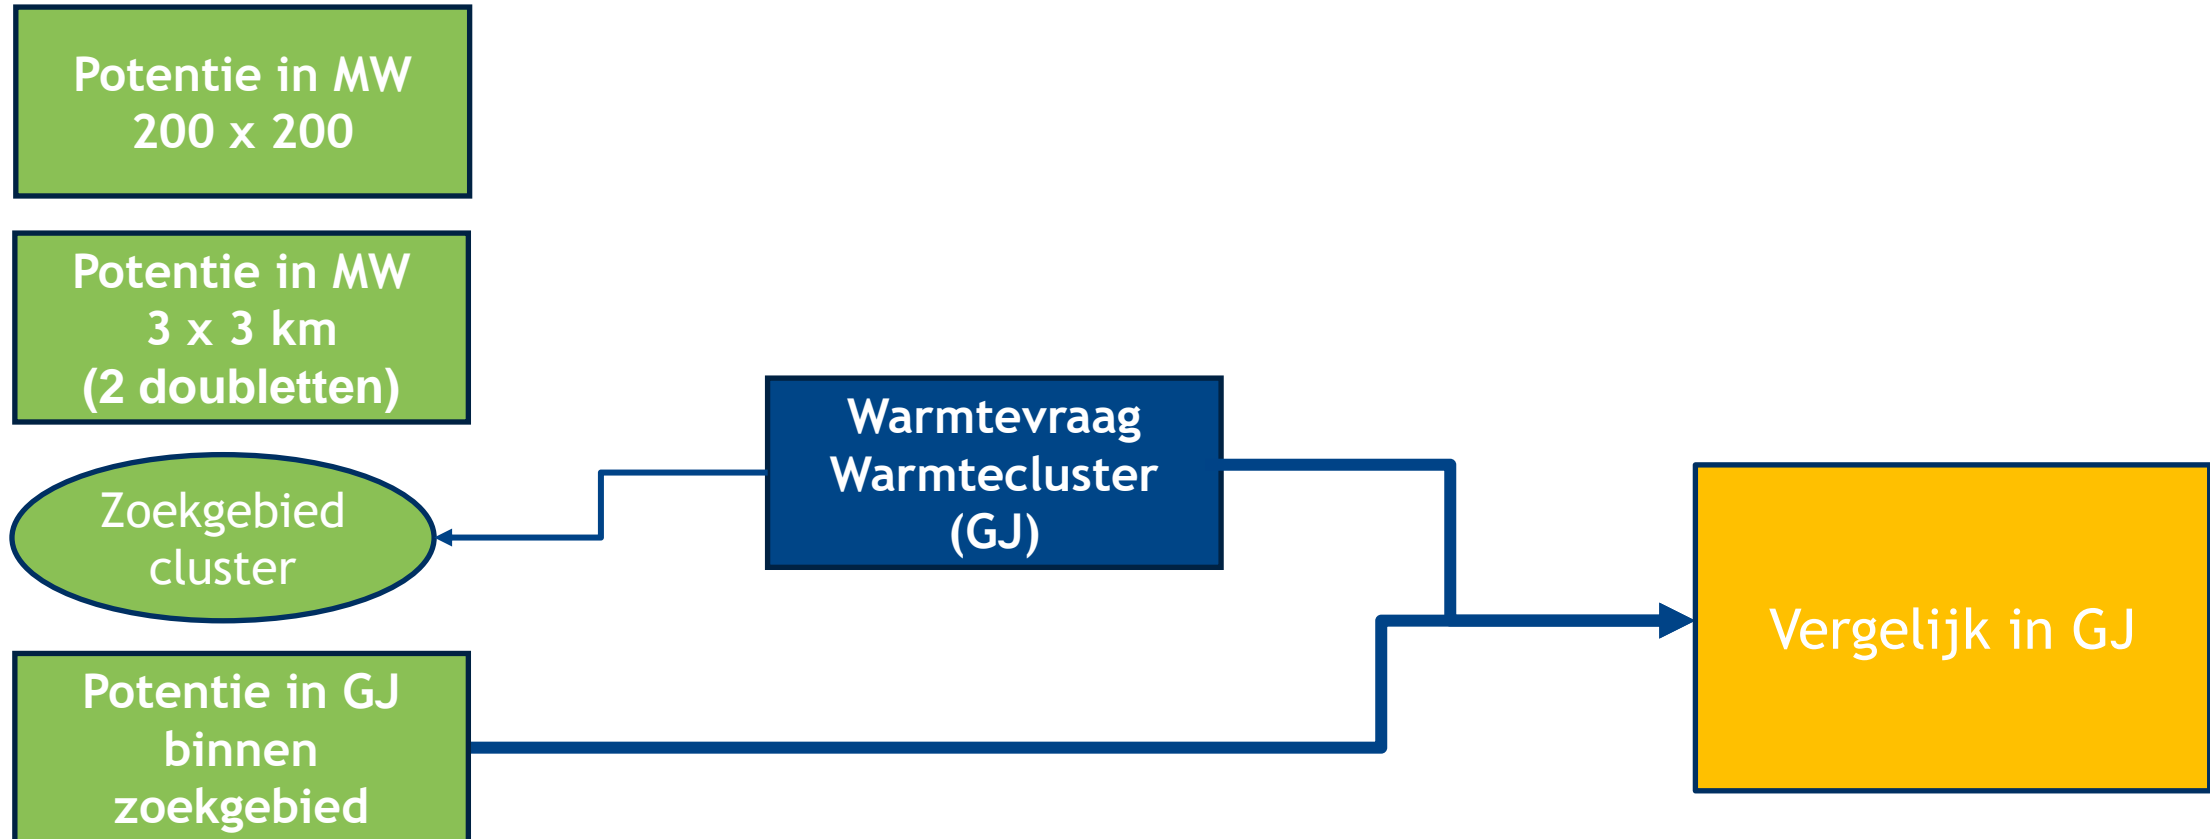 Potentie in MW
200 x 200
Potentie in MW
3 x 3 km
(2 doubletten)
Zoekgebied
cluster
Potentie in GJ
binnen
zoekgebied
Warmtevraag
Warmtecluster
(GJ)
Vergelijk in GJ